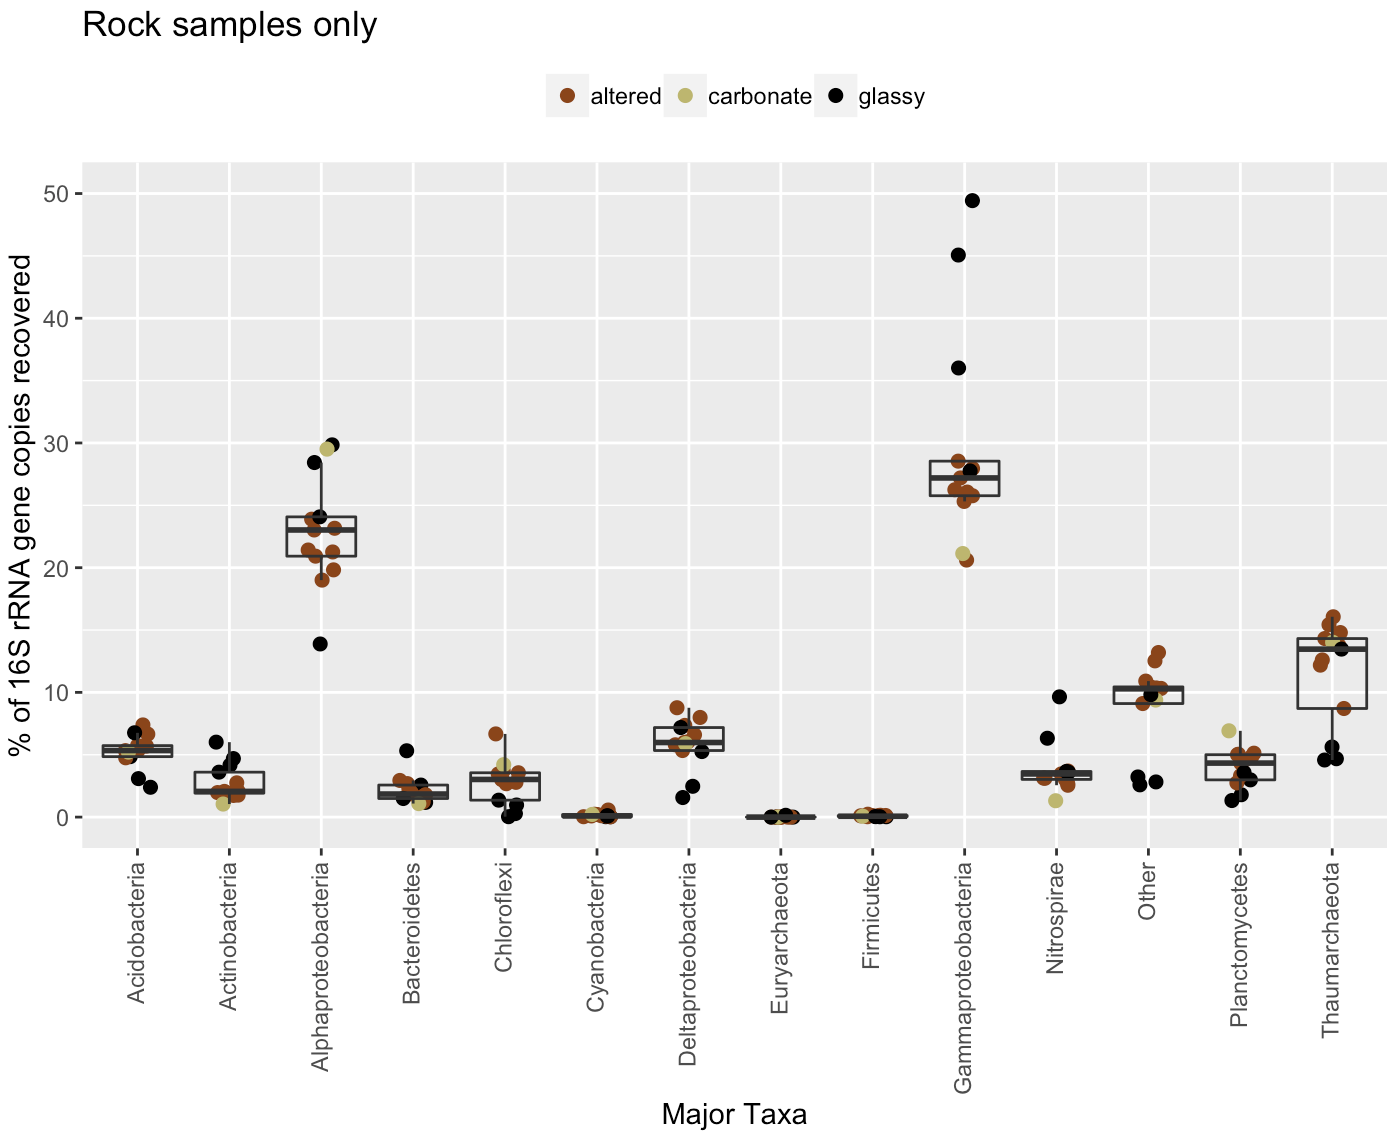 Rock samples only
altered carbonate glassy
% of 16S rRNA gene copies recovered
50
40
30
20
10
0
Acidobacteria
Actinobacteria
Alphaproteobacteria
Bacteroidetes
Chloroflexi
Cyanobacteria
Deltaproteobacteria
Euryarchaeota
Firmicutes
Gammaproteobacteria
Nitrospirae
Other
Planctomycetes
Thaumarchaeota
Major Taxa